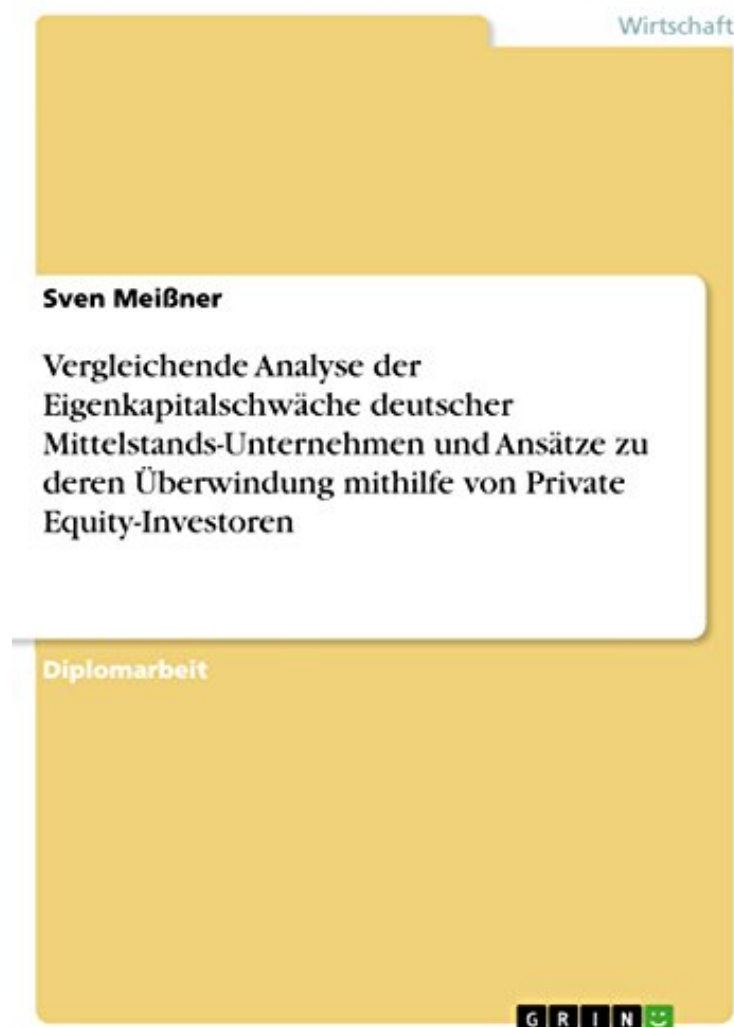 Wirtschaft
Sven Meißner
Vergleichende Analyse der
Eigenkapitalschwäche deutscher
Mittelstands-Unternehmen und Ansätze zu
deren Überwindung mithilfe von Private
Equity-Investoren
Diplomarbeit
GRIN